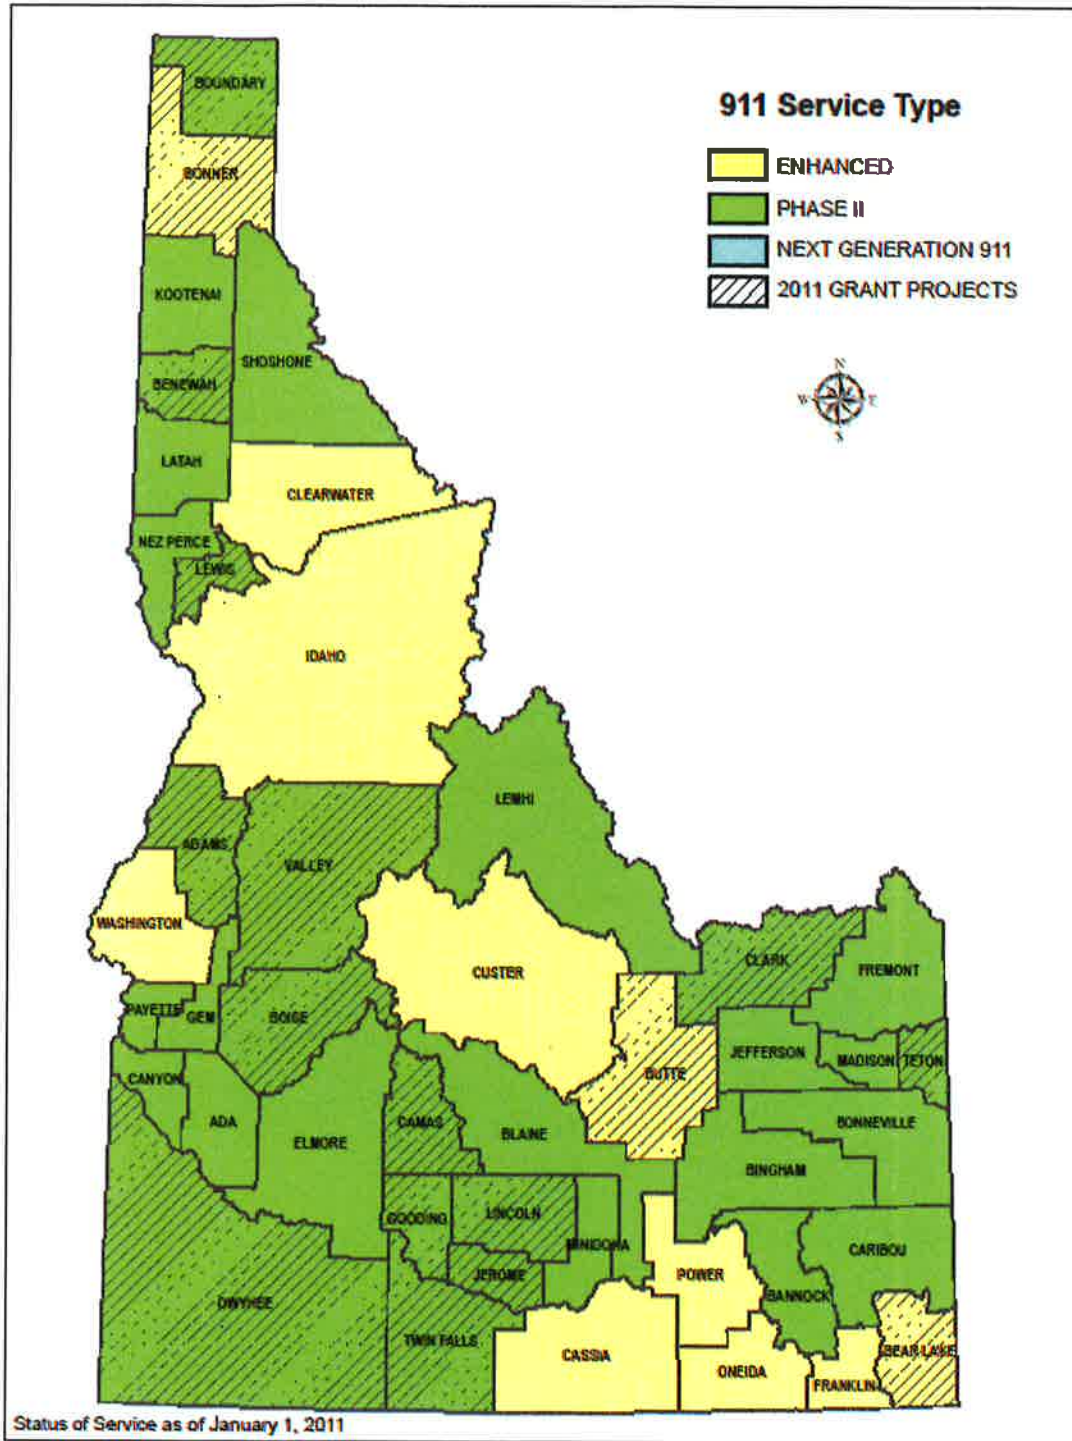 911 Service Type
ENHANCED
PHASE II
NEXT GENERATION 911
2011 GRANT PROJECTS
N
W E
S
BOUNDARY
BONNER
KOOTENAI
SHOSHONE
BENEWAH
LATAH
CLEARWATER
NEZ PERCE
LEWIS
IDAHO
LEMHI
ADAMS
VALLEY
WASHINGTON
CUSTER
CLARK
FREMONT
PAYETTE
GEM
BOISE
JEFFERSON
MADISON
TETON
BUTTE
CANYON
ADA
CAMAS
BLAINE
BONNEVILLE
ELMORE
BINGHAM
GOODING
LINCOLN
MINIDOKA
CARIBOU
JEROME
POWER
BANNOCK
OWYHEE
TWIN FALLS
CASSIA
ONEIDA
FRANKLIN
BEAR LAKE
Status of Service as of January 1, 2011